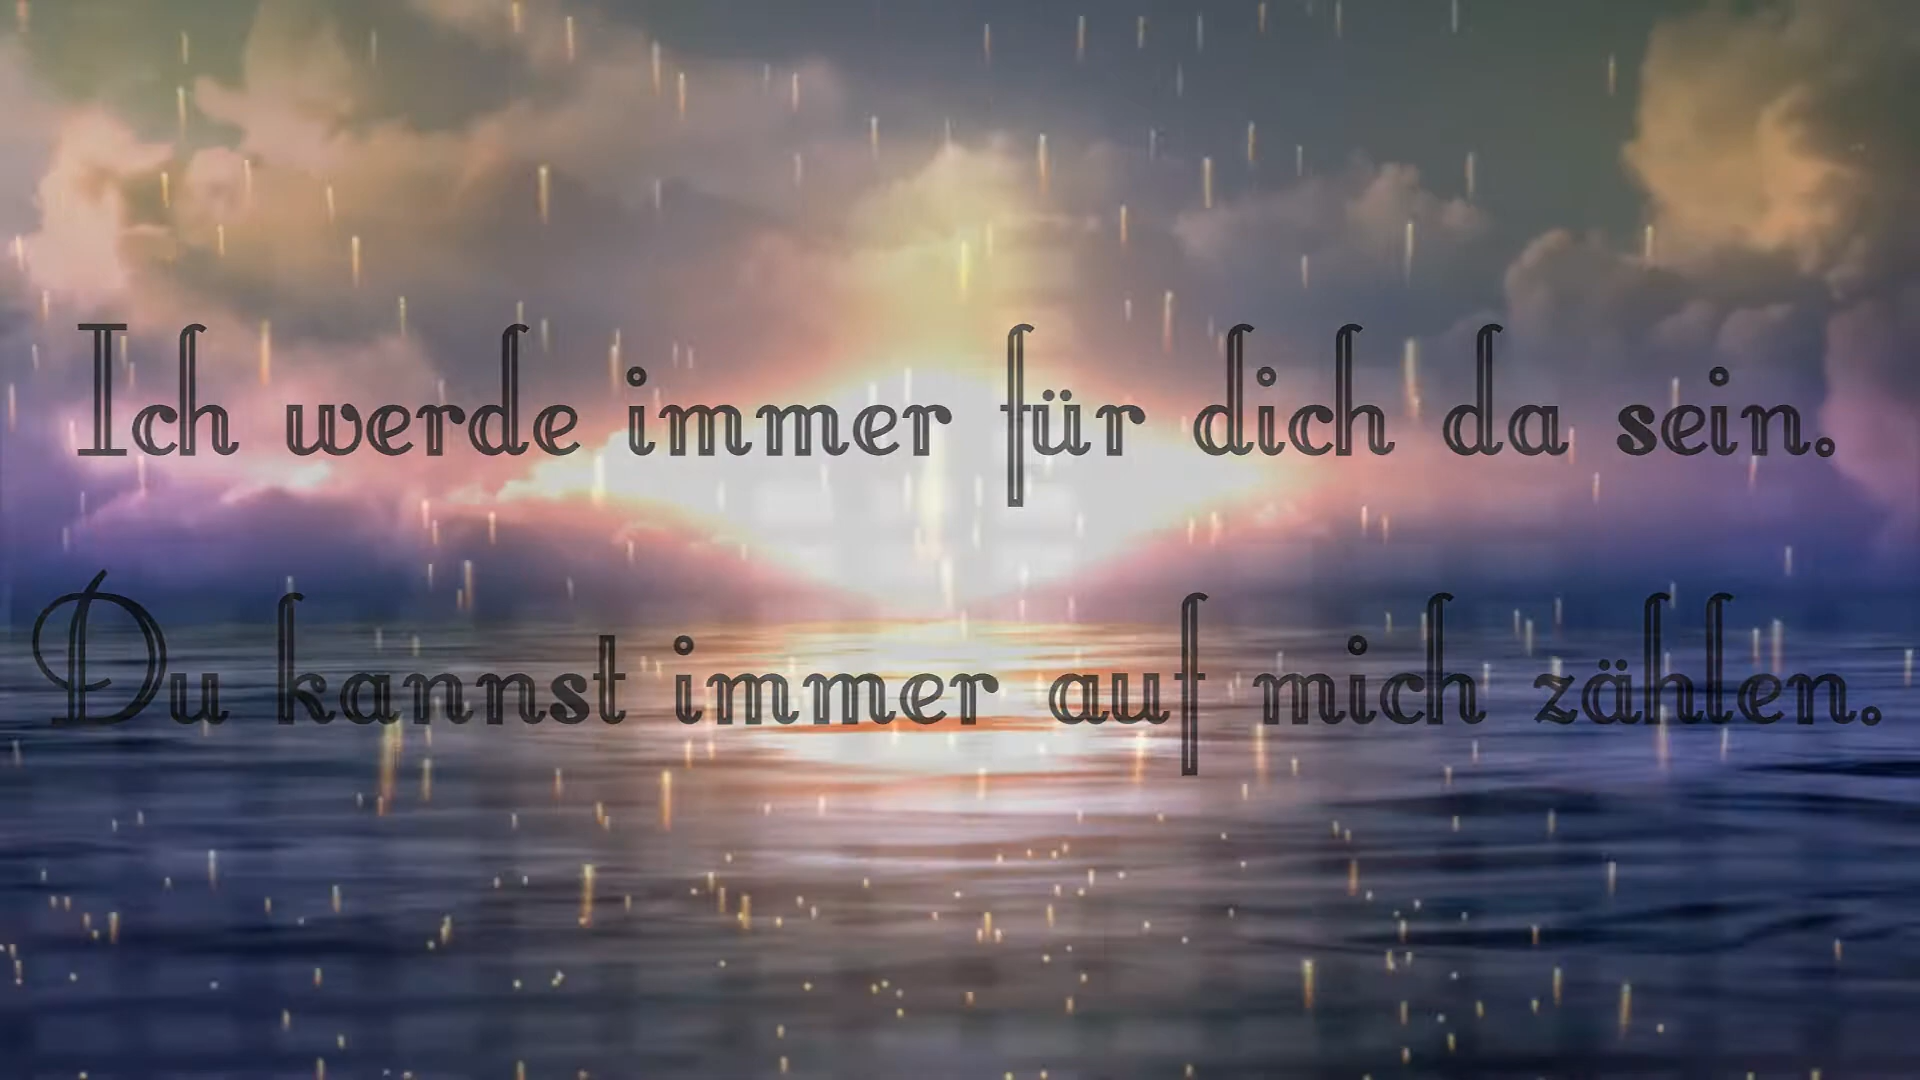 Ich werde immer für dich da sein.
Du kannst immer auf mich zählen.